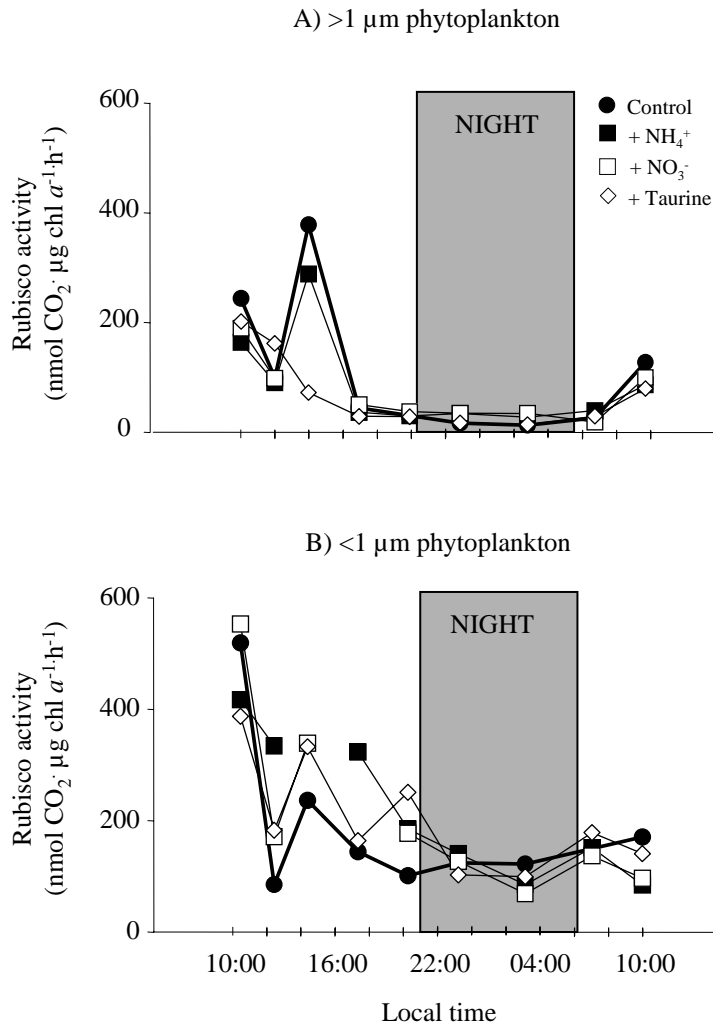 A) >1 µm phytoplankton
Rubisco activity
(nmol CO₂· µg chl a⁻¹·h⁻¹)
600
400
200
0
NIGHT
Control
+ NH₄⁺
+ NO₃⁻
+ Taurine
B) <1 µm phytoplankton
Rubisco activity
(nmol CO₂· µg chl a⁻¹·h⁻¹)
600
400
200
0
NIGHT
10:00 16:00 22:00 04:00 10:00
Local time